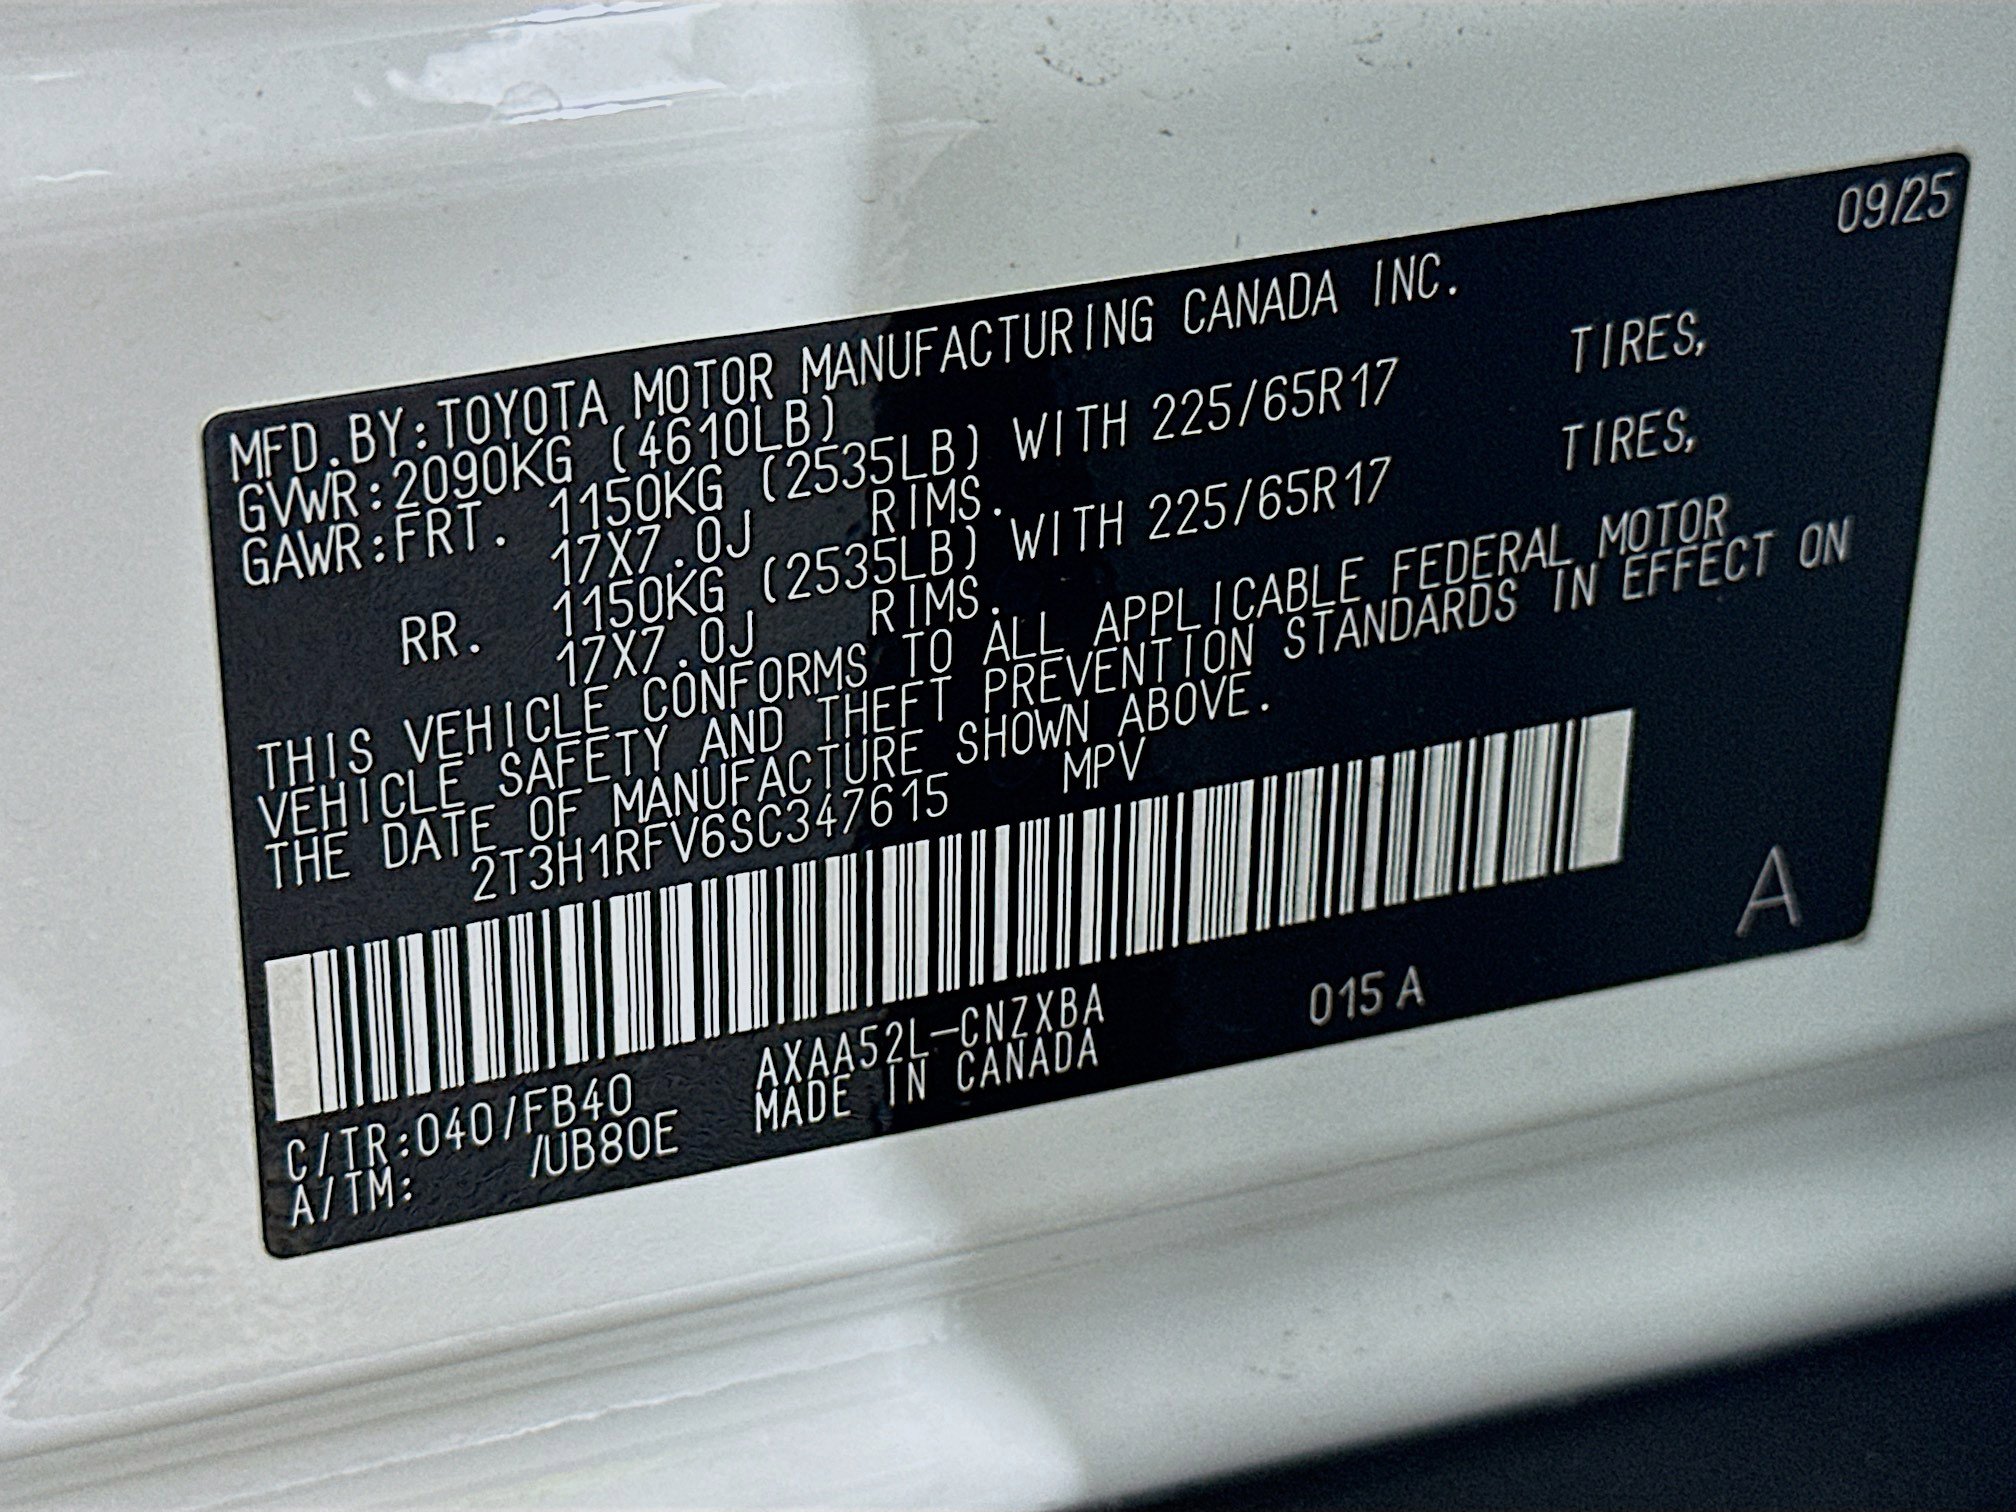 09/25
MFD.BY:TOYOTA MOTOR MANUFACTURING CANADA INC.
GVWR:2090KG (4610LB)
GAWR:FRT. 1150KG (2535LB) WITH 225/65R17 TIRES,
17X7.0J RIMS.
RR. 1150KG (2535LB) WITH 225/65R17 TIRES,
17X7.0J RIMS.
THIS VEHICLE CONFORMS TO ALL APPLICABLE FEDERAL MOTOR
VEHICLE SAFETY AND THEFT PREVENTION STANDARDS IN EFFECT ON
THE DATE OF MANUFACTURE SHOWN ABOVE.
2T3H1RFV6SC347615 MPV
A
C/TR:040/FB40 AXAA52L-CNZXBA 015 A
A/TM: /UB80E MADE IN CANADA